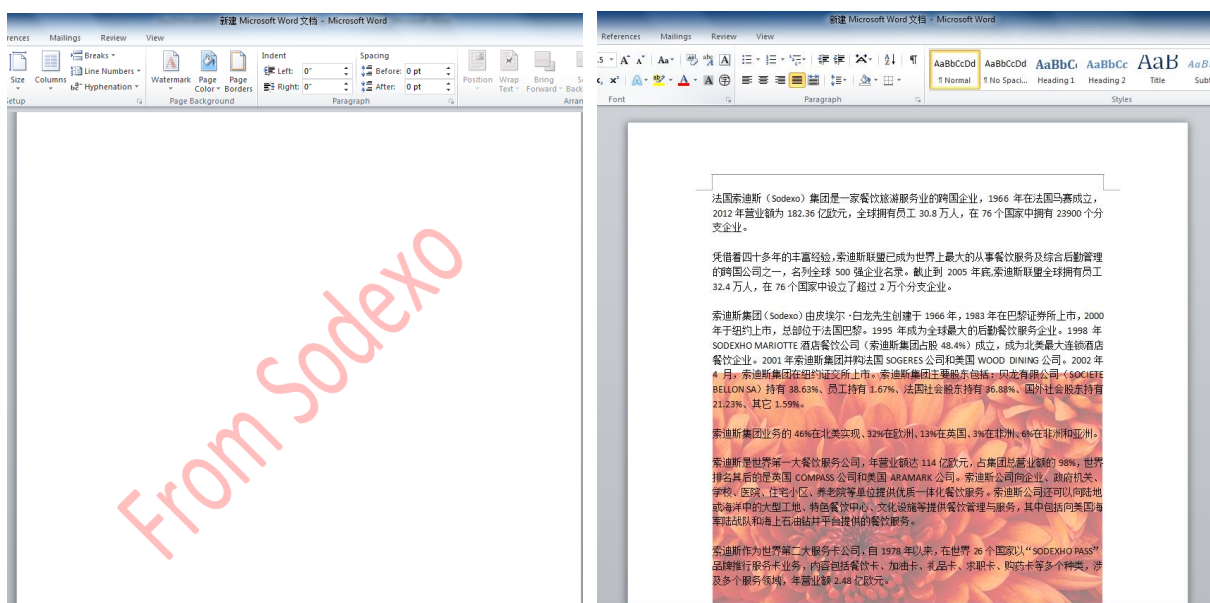 新建 Microsoft Word 文档 - Microsoft Word
rences Mailings Review View
Breaks
Line Numbers
Hyphenation
Size Columns
Watermark Page Color Page Borders
Page Background
Indent
Left: 0"
Right: 0"
Spacing
Before: 0 pt
After: 0 pt
Paragraph
Position Wrap Text Bring Forward Back
Arran
From Sodexo
新建 Microsoft Word 文档 - Microsoft Word
References Mailings Review View
Font
Paragraph
AaBbCcDd AaBbCcDd AaBbC AaBbCc AaB AaB
Normal No Spaci... Heading 1 Heading 2 Title Subt
Styles
法国索迪斯（Sodexo）集团是一家餐饮旅游服务业的跨国企业，1966 年在法国马赛成立，
2012 年营业额为 182.36 亿欧元，全球拥有员工 30.8 万人，在 76 个国家中拥有 23900 个分
支企业。
凭借着四十多年的丰富经验,索迪斯联盟已成为世界上最大的从事餐饮服务及综合后勤管理
的跨国公司之一，名列全球 500 强企业名录。截止到 2005 年底,索迪斯联盟全球拥有员工
32.4 万人，在 76 个国家中设立了超过 2 万个分支企业。
索迪斯集团（Sodexo）由皮埃尔 ·白龙先生创建于 1966 年，1983 年在巴黎证券所上市，2000
年于纽约上市，总部位于法国巴黎。1995 年成为全球最大的后勤餐饮服务企业。1998 年
SODEXHO MARIOTTE 酒店餐饮公司（索迪斯集团占股 48.4%）成立，成为北美最大连锁酒店
餐饮企业。2001 年索迪斯集团并购法国 SOGERES 公司和美国 WOOD DINING 公司。2002 年
4 月，索迪斯集团在纽约证交所上市。索迪斯集团主要股东包括：贝龙有限公司（SOCIETE
BELLON SA）持有 38.63%、员工持有 1.67%、法国社会股东持有 36.88%、国外社会股东持有
21.23%、其它 1.59%。
索迪斯集团业务的 46%在北美实现、32%在欧洲、13%在英国、3%在非洲、6%在非洲和亚洲。
索迪斯是世界第一大餐饮服务公司，年营业额达 114 亿欧元，占集团总营业额的 98%，世界
排名其后的是英国 COMPASS 公司和美国 ARAMARK 公司。索迪斯公司向企业、政府机关、
学校、医院、住宅小区、养老院等单位提供优质一体化餐饮服务。索迪斯公司还可以向陆地
或海洋中的大型工地、特色餐饮中心、文化设施等提供餐饮管理与服务，其中包括向美国海
军陆战队和海上石油钻井平台提供的餐饮服务。
索迪斯作为世界第二大服务卡公司，自 1978 年以来，在世界 26 个国家以“SODEXHO PASS”
品牌推行服务卡业务，内容包括餐饮卡、加油卡、礼品卡、求职卡、购药卡等多个种类，涉
及多个服务领域，年营业额 2.48 亿欧元。